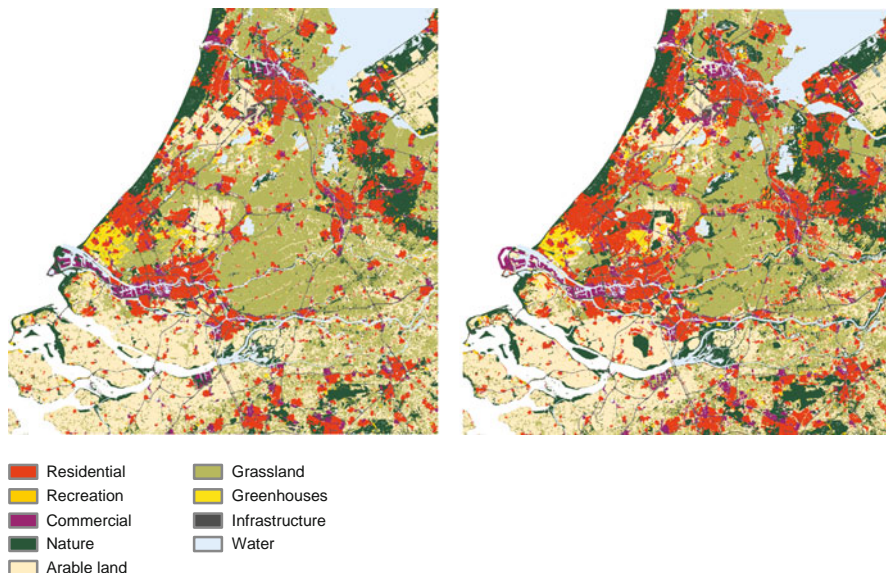 Residential
Recreation
Commercial
Nature
Arable land
Grassland
Greenhouses
Infrastructure
Water